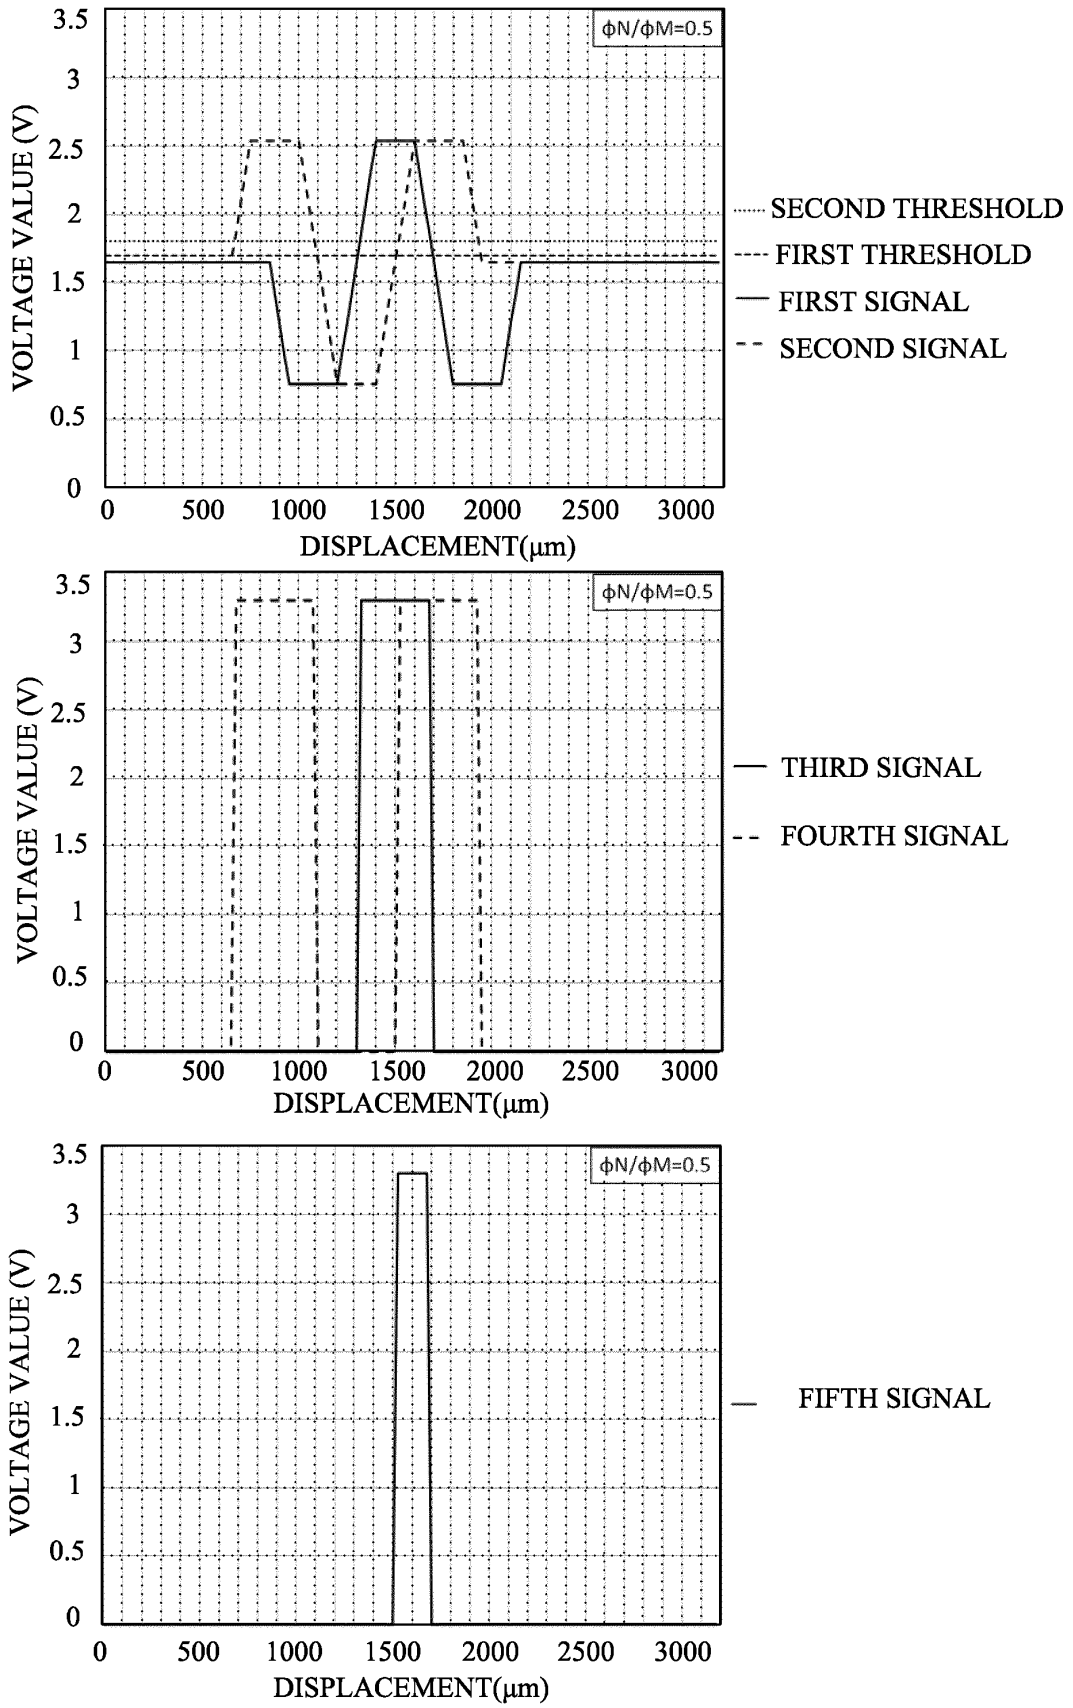 3.5
ϕN/ϕM=0.5
3
2.5
2
1.5
1
0.5
0
VOLTAGE VALUE (V)
0 500 1000 1500 2000 2500 3000
DISPLACEMENT(µm)
SECOND THRESHOLD
FIRST THRESHOLD
FIRST SIGNAL
SECOND SIGNAL
3.5
ϕN/ϕM=0.5
3
2.5
2
1.5
1
0.5
0
VOLTAGE VALUE (V)
0 500 1000 1500 2000 2500 3000
DISPLACEMENT(µm)
THIRD SIGNAL
FOURTH SIGNAL
3.5
ϕN/ϕM=0.5
3
2.5
2
1.5
1
0.5
0
VOLTAGE VALUE (V)
0 500 1000 1500 2000 2500 3000
DISPLACEMENT(µm)
FIFTH SIGNAL